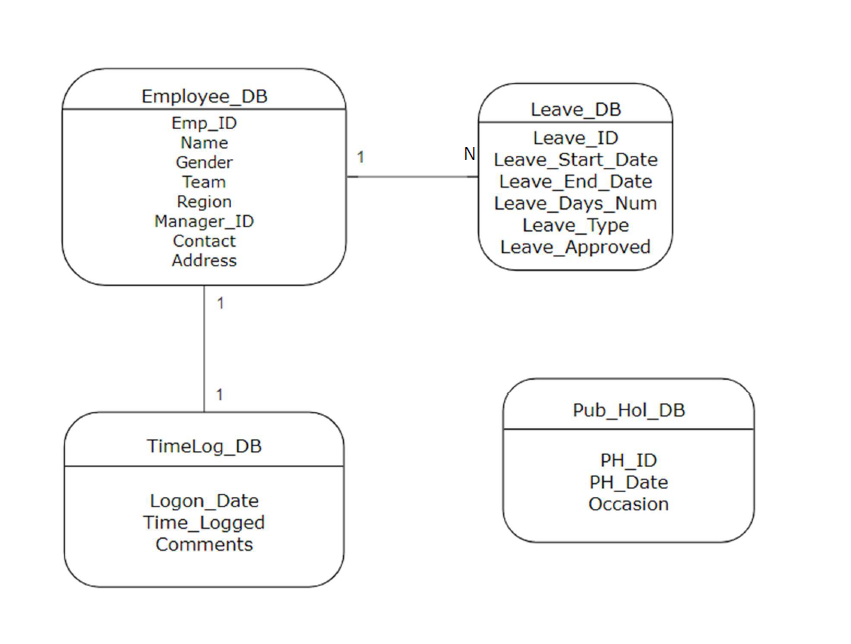 Employee_DB
Emp_ID
Name
Gender
Team
Region
Manager_ID
Contact
Address
1
N
Leave_DB
Leave_ID
Leave_Start_Date
Leave_End_Date
Leave_Days_Num
Leave_Type
Leave_Approved
1
1
TimeLog_DB
Logon_Date
Time_Logged
Comments
Pub_Hol_DB
PH_ID
PH_Date
Occasion